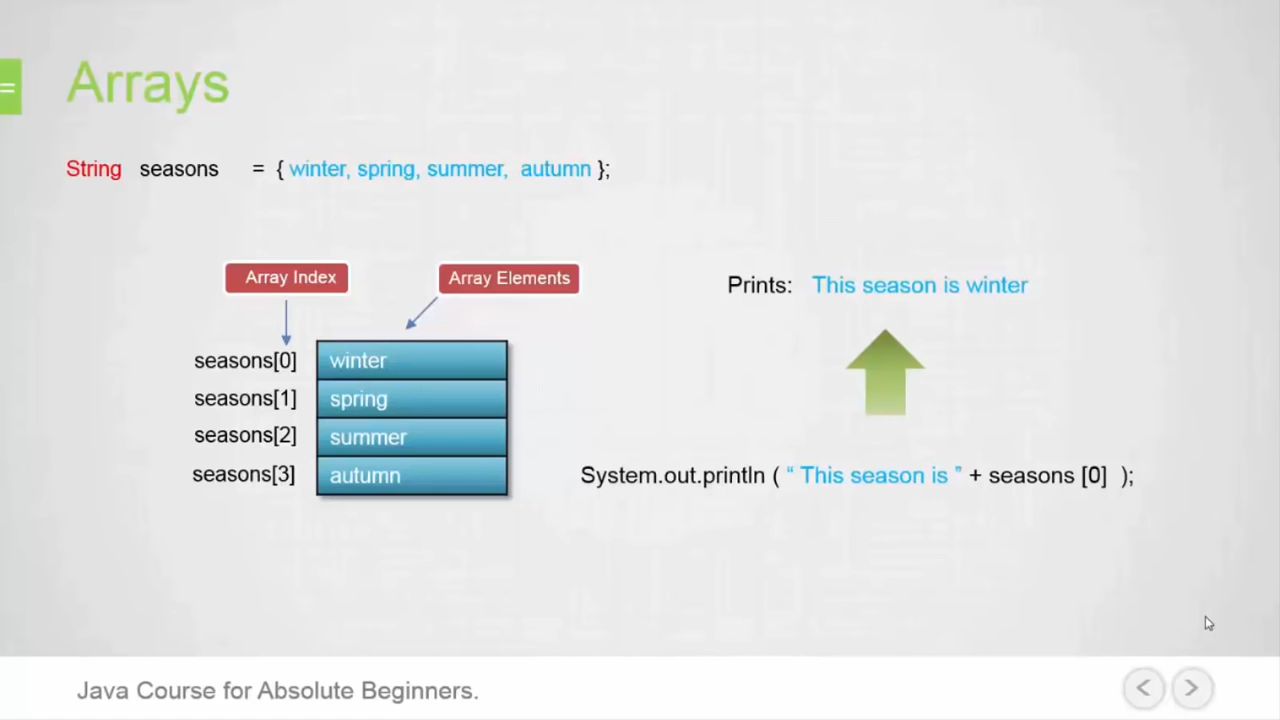 Arrays
String seasons = { winter, spring, summer, autumn };
Array Index
Array Elements
seasons[0] winter
seasons[1] spring
seasons[2] summer
seasons[3] autumn
Prints: This season is winter
System.out.println ( “ This season is ” + seasons [0] );
Java Course for Absolute Beginners.